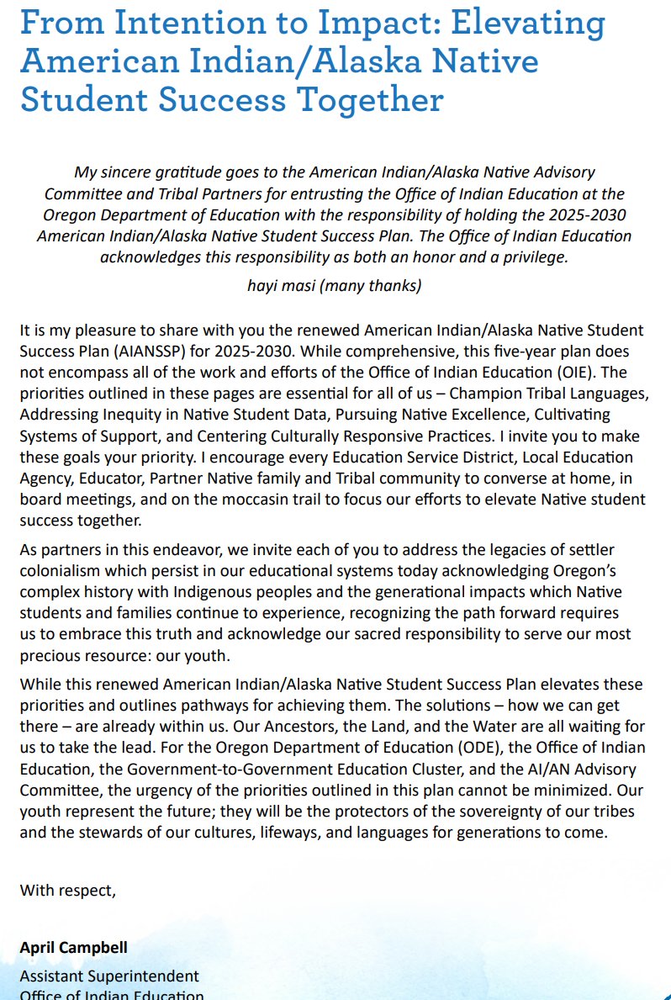 From Intention to Impact: Elevating
American Indian/Alaska Native
Student Success Together
My sincere gratitude goes to the American Indian/Alaska Native Advisory
Committee and Tribal Partners for entrusting the Office of Indian Education at the
Oregon Department of Education with the responsibility of holding the 2025-2030
American Indian/Alaska Native Student Success Plan. The Office of Indian Education
acknowledges this responsibility as both an honor and a privilege.
hayi masi (many thanks)
It is my pleasure to share with you the renewed American Indian/Alaska Native Student
Success Plan (AIANSSP) for 2025-2030. While comprehensive, this five-year plan does
not encompass all of the work and efforts of the Office of Indian Education (OIE). The
priorities outlined in these pages are essential for all of us – Champion Tribal Languages,
Addressing Inequity in Native Student Data, Pursuing Native Excellence, Cultivating
Systems of Support, and Centering Culturally Responsive Practices. I invite you to make
these goals your priority. I encourage every Education Service District, Local Education
Agency, Educator, Partner Native family and Tribal community to converse at home, in
board meetings, and on the moccasin trail to focus our efforts to elevate Native student
success together.
As partners in this endeavor, we invite each of you to address the legacies of settler
colonialism which persist in our educational systems today acknowledging Oregon’s
complex history with Indigenous peoples and the generational impacts which Native
students and families continue to experience, recognizing the path forward requires
us to embrace this truth and acknowledge our sacred responsibility to serve our most
precious resource: our youth.
While this renewed American Indian/Alaska Native Student Success Plan elevates these
priorities and outlines pathways for achieving them. The solutions – how we can get
there – are already within us. Our Ancestors, the Land, and the Water are all waiting for
us to take the lead. For the Oregon Department of Education (ODE), the Office of Indian
Education, the Government-to-Government Education Cluster, and the AI/AN Advisory
Committee, the urgency of the priorities outlined in this plan cannot be minimized. Our
youth represent the future; they will be the protectors of the sovereignty of our tribes
and the stewards of our cultures, lifeways, and languages for generations to come.
With respect,
April Campbell
Assistant Superintendent
Office of Indian Education